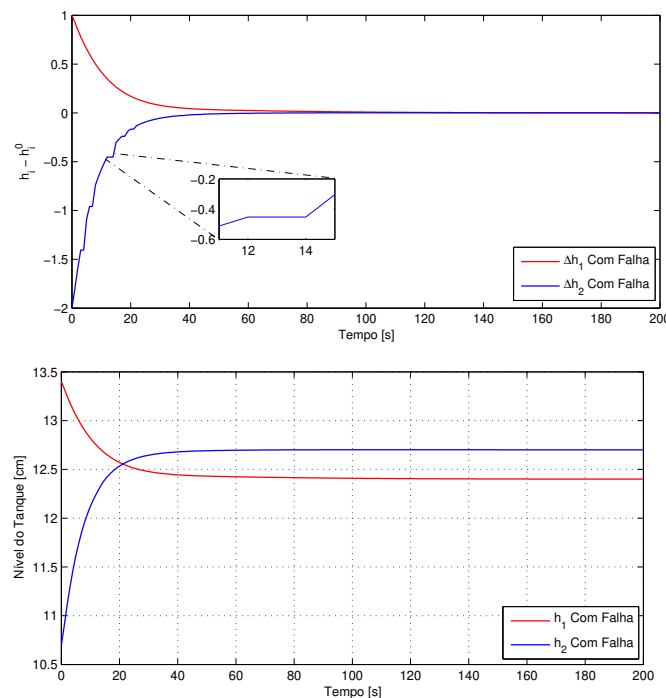 1
0.5
0
−0.5
−1
−1.5
−2
h_i − h_i^0
−0.2
−0.4
−0.6
12 14
Δh_1 Com Falha
Δh_2 Com Falha
0 20 40 60 80 100 120 140 160 180 200
Tempo [s]
13.5
13
12.5
12
11.5
11
10.5
Nível do Tanque [cm]
h_1 Com Falha
h_2 Com Falha
0 20 40 60 80 100 120 140 160 180 200
Tempo [s]